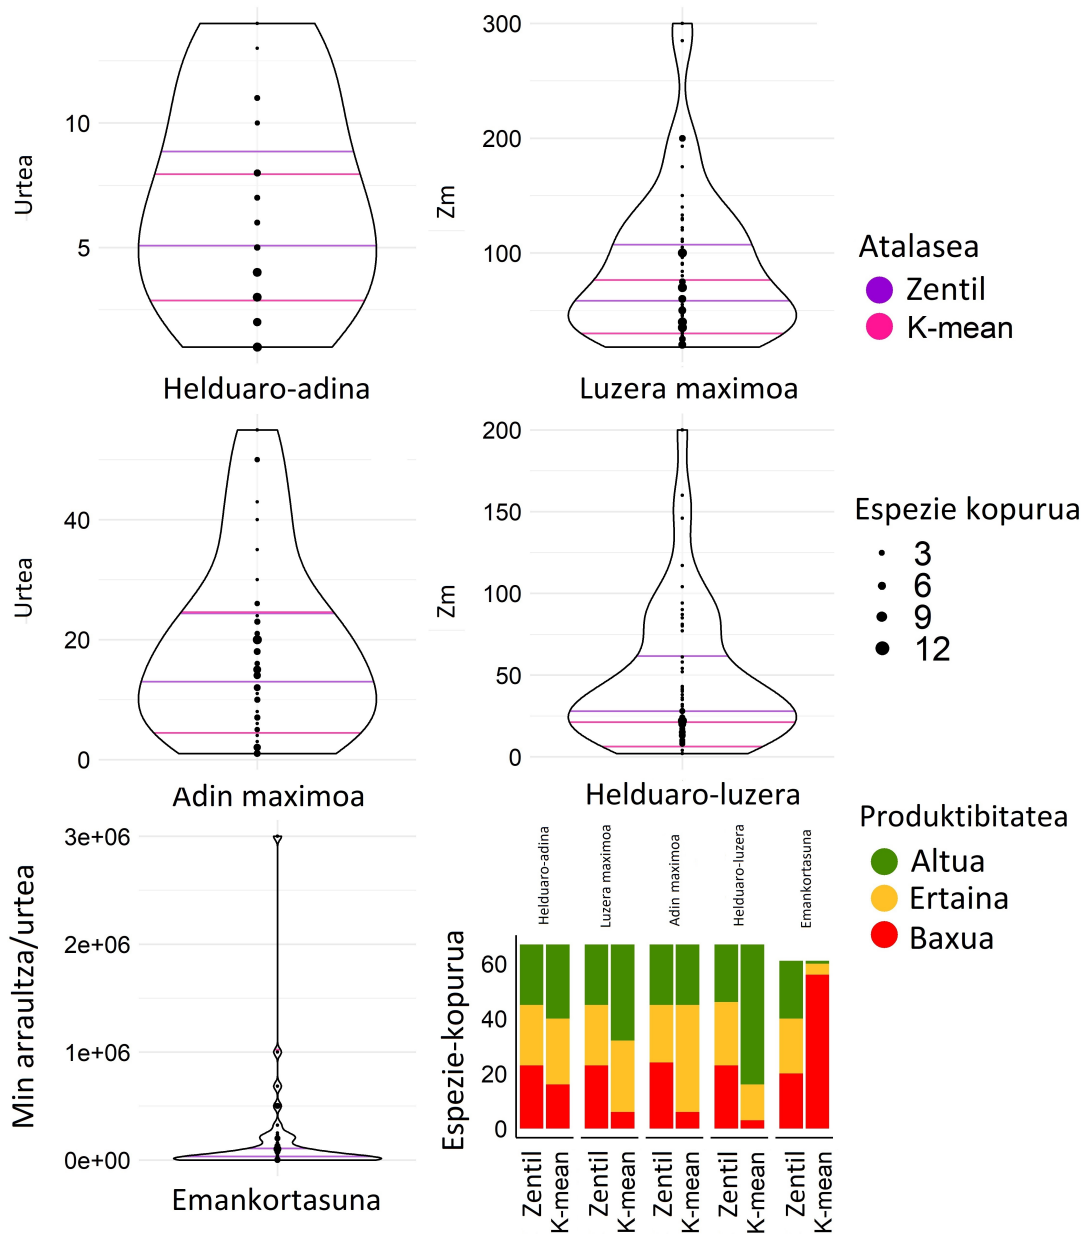 Urtea
10
5
Helduaro-adina
Zm
300
200
100
Luzera maximoa
Atalasea
Zentil
K-mean
Urtea
40
20
0
Adin maximoa
Zm
200
150
100
50
0
Helduaro-luzera
Espezie kopurua
3
6
9
12
Min arraultza/urtea
3e+06
2e+06
1e+06
0e+00
Emankortasuna
Helduaro-adina
Luzera maximoa
Adin maximoa
Helduaro-luzera
Emankortasuna
Espezie-kopurua
60
40
20
0
Zentil
K-mean
Zentil
K-mean
Zentil
K-mean
Zentil
K-mean
Zentil
K-mean
Produktibitatea
Altua
Ertaina
Baxua